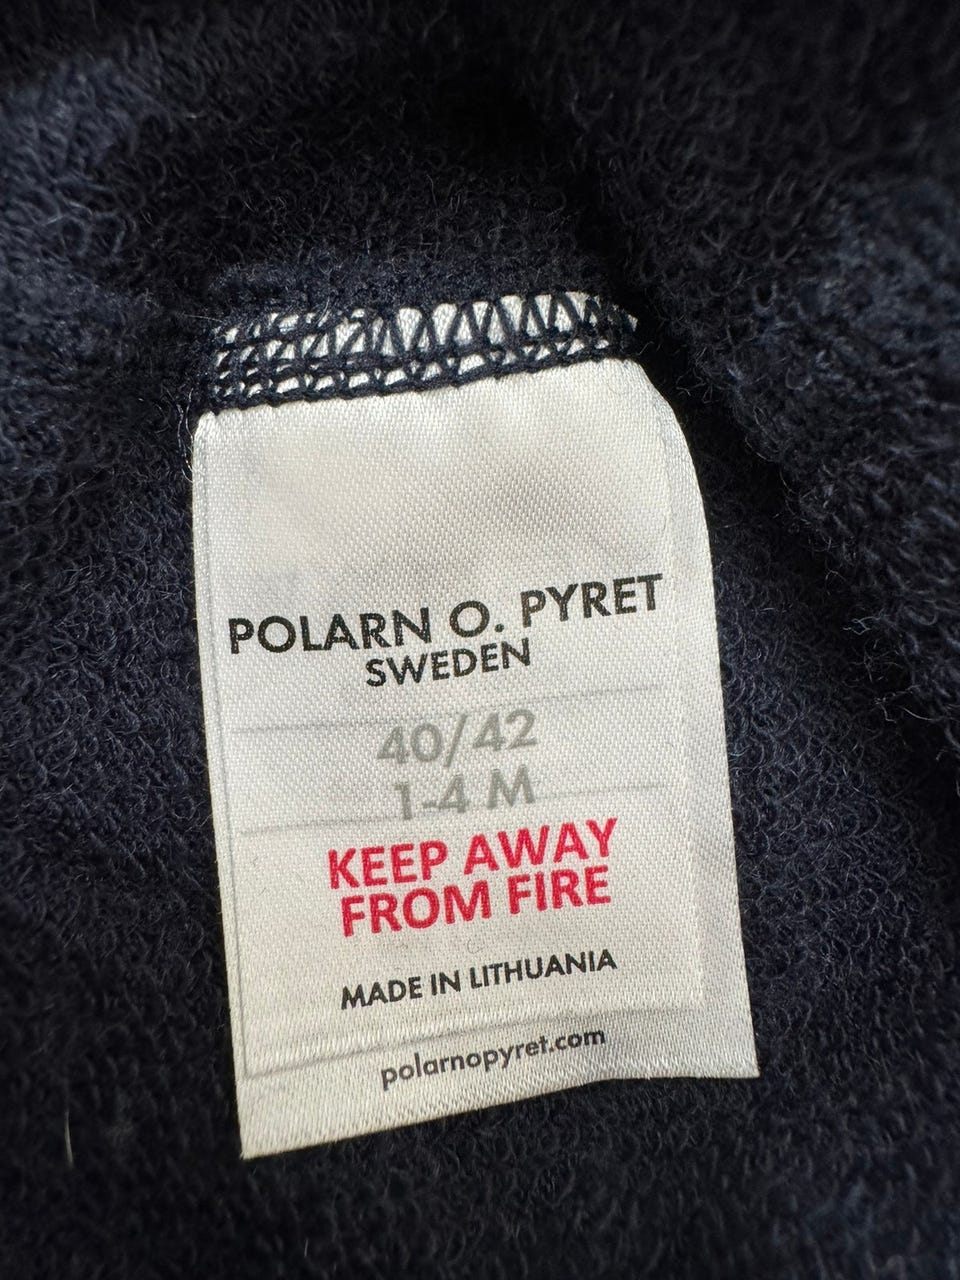 POLARN O. PYRET
SWEDEN
40/42
1-4 M
KEEP AWAY
FROM FIRE
MADE IN LITHUANIA
polarnopyret.com